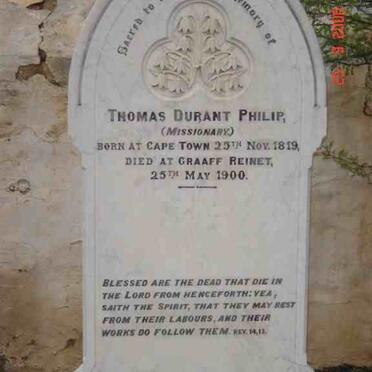 Sacred to the Memory of
THOMAS DURANT PHILIP,
(MISSIONARY.)
BORN AT CAPE TOWN 25TH NOV. 1819,
DIED AT GRAAFF REINET,
25TH MAY 1900.
BLESSED ARE THE DEAD THAT DIE IN
THE LORD FROM HENCEFORTH: YEA,
SAITH THE SPIRIT, THAT THEY MAY REST
FROM THEIR LABOURS, AND THEIR
WORKS DO FOLLOW THEM. REV. 14,13.